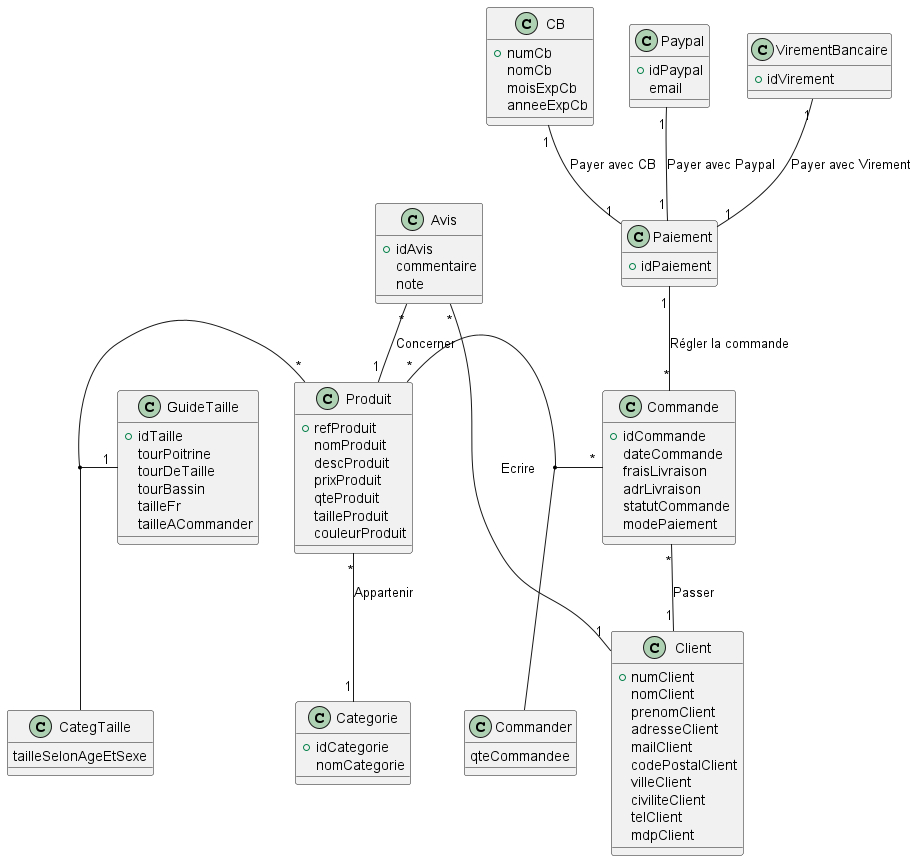 C CB
numCb
nomCb
moisExpCb
anneeExpCb
C Paypal
idPaypal
email
C VirementBancaire
idVirement
1
1
1
Payer avec CB
Payer avec Paypal
Payer avec Virement
1
1
1
C Avis
idAvis
commentaire
note
C Paiement
idPaiement
*
*
1
Concerner
Régler la commande
*
1
*
*
C GuideTaille
idTaille
tourPoitrine
tourDeTaille
tourBassin
tailleFr
tailleACommander
1
C Produit
refProduit
nomProduit
descProduit
prixProduit
qteProduit
tailleProduit
couleurProduit
Ecrire
*
C Commande
idCommande
dateCommande
fraisLivraison
adrLivraison
statutCommande
modePaiement
*
*
Appartenir
Passer
1
1
1
C CategTaille
tailleSelonAgeEtSexe
C Categorie
idCategorie
nomCategorie
C Commander
qteCommandee
C Client
numClient
nomClient
prenomClient
adresseClient
mailClient
codePostalClient
villeClient
civiliteClient
telClient
mdpClient